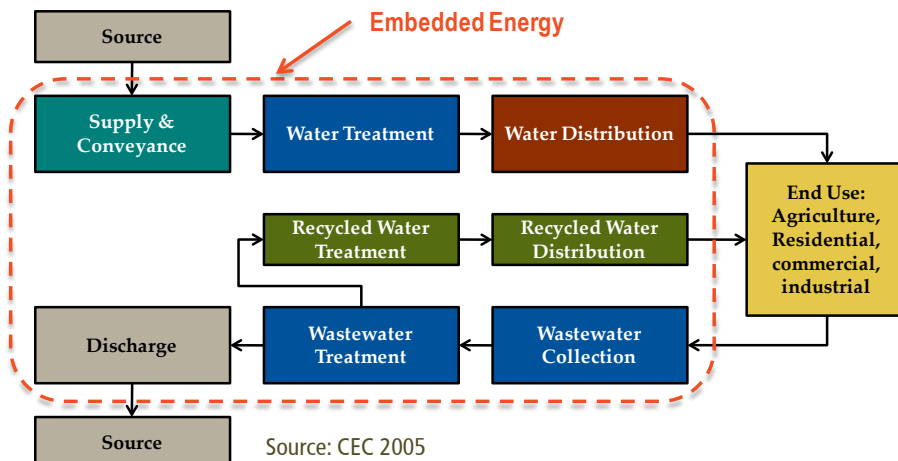 Embedded Energy
Source
Supply &
Conveyance
Water Treatment
Water Distribution
End Use:
Agriculture,
Residential,
commercial,
industrial
Recycled Water
Treatment
Recycled Water
Distribution
Discharge
Wastewater
Treatment
Wastewater
Collection
Source
Source: CEC 2005